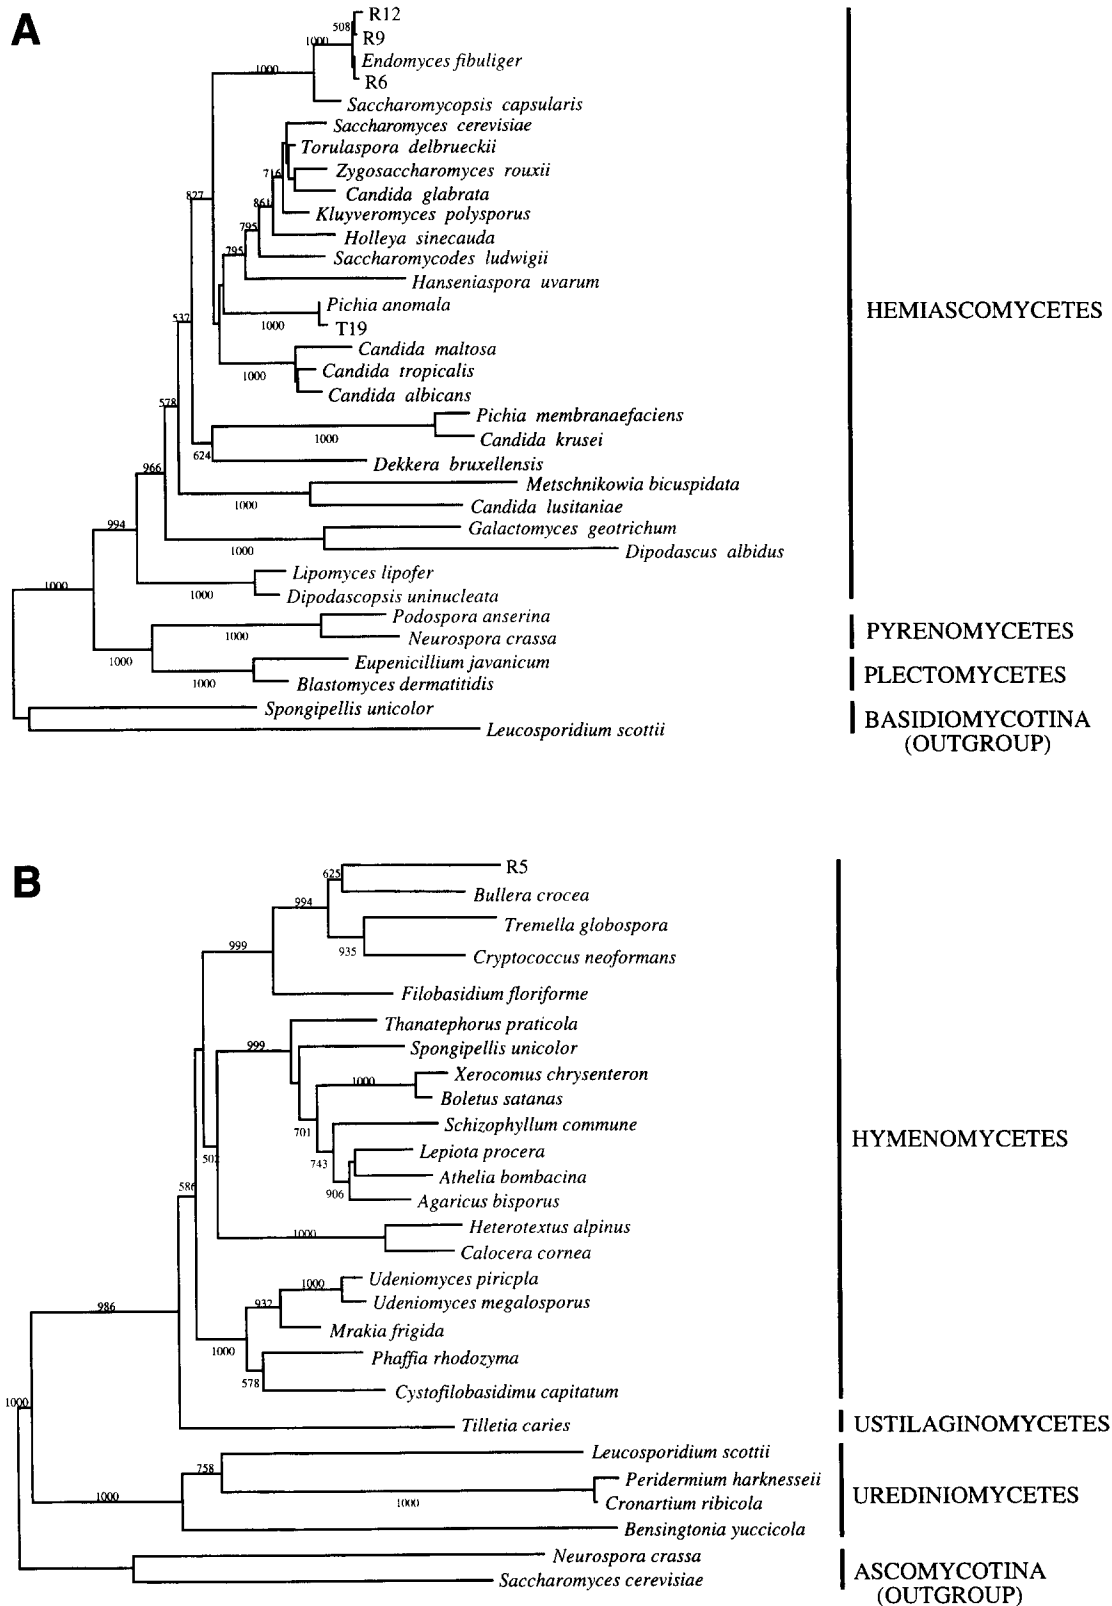 A
R12
508
1000
R9
Endomyces fibuliger
1000
R6
Saccharomycopsis capsularis
Saccharomyces cerevisiae
Torulaspora delbrueckii
716
Zygosaccharomyces rouxii
Candida glabrata
827
861
Kluyveromyces polysporus
795
Holleya sinecauda
795
Saccharomycodes ludwigii
Hanseniaspora uvarum
Pichia anomala
HEMIASCOMYCETES
537
1000
T19
Candida maltosa
1000
Candida tropicalis
Candida albicans
578
Pichia membranaefaciens
1000
Candida krusei
624
Dekkera bruxellensis
966
Metschnikowia bicuspidata
1000
Candida lusitaniae
994
Galactomyces geotrichum
1000
Dipodascus albidus
Lipomyces lipofer
1000
1000
Dipodascopsis uninucleata
Podospora anserina
1000
Neurospora crassa
PYRENOMYCETES
1000
Eupenicillium javanicum
1000
Blastomyces dermatitidis
PLECTOMYCETES
Spongipellis unicolor
BASIDIOMYCOTINA
(OUTGROUP)
Leucosporidium scottii
B
R5
625
Bullera crocea
994
Tremella globospora
999
935
Cryptococcus neoformans
Filobasidium floriforme
Thanatephorus praticola
999
Spongipellis unicolor
1000
Xerocomus chrysenteron
Boletus satanas
Schizophyllum commune
701
HYMENOMYCETES
Lepiota procera
502
743
Athelia bombacina
586
906
Agaricus bisporus
Heterotextus alpinus
1000
Calocera cornea
Udeniomyces piricpla
1000
Udeniomyces megalosporus
986
932
Mrakia frigida
1000
Phaffia rhodozyma
578
Cystofilobasidimu capitatum
1000
Tilletia caries
USTILAGINOMYCETES
Leucosporidium scottii
758
Peridermium harknesseii
1000
1000
Cronartium ribicola
UREDINIOMYCETES
Bensingtonia yuccicola
Neurospora crassa
Saccharomyces cerevisiae
ASCOMYCOTINA
(OUTGROUP)